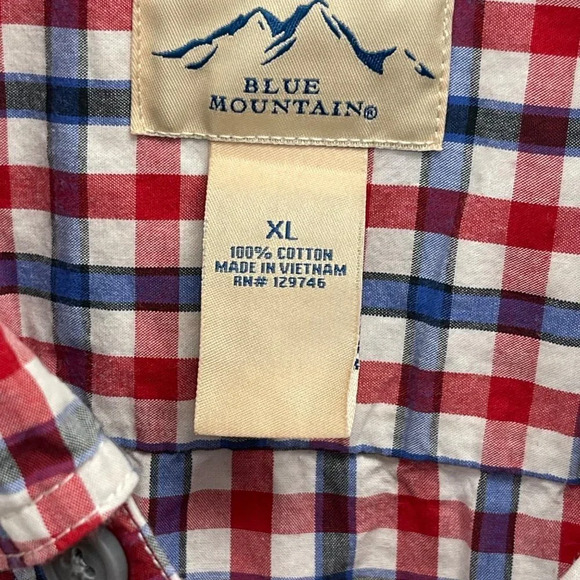 BLUE
MOUNTAIN®
XL
100% COTTON
MADE IN VIETNAM
RN# 129746